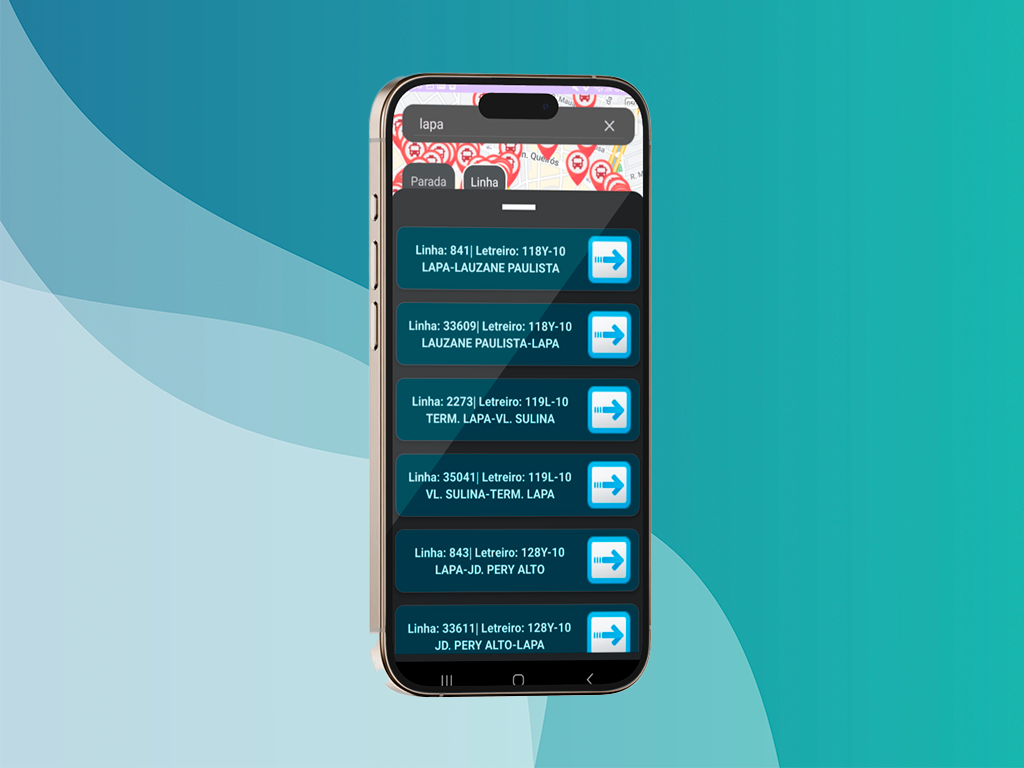 lapa
n. Queirós
Parada
Linha
Linha: 841| Letreiro: 118Y-10
LAPA-LAUZANE PAULISTA
Linha: 33609| Letreiro: 118Y-10
LAUZANE PAULISTA-LAPA
Linha: 2273| Letreiro: 119L-10
TERM. LAPA-VL. SULINA
Linha: 35041| Letreiro: 119L-10
VL. SULINA-TERM. LAPA
Linha: 843| Letreiro: 128Y-10
LAPA-JD. PERY ALTO
Linha: 33611| Letreiro: 128Y-10
JD. PERY ALTO-LAPA